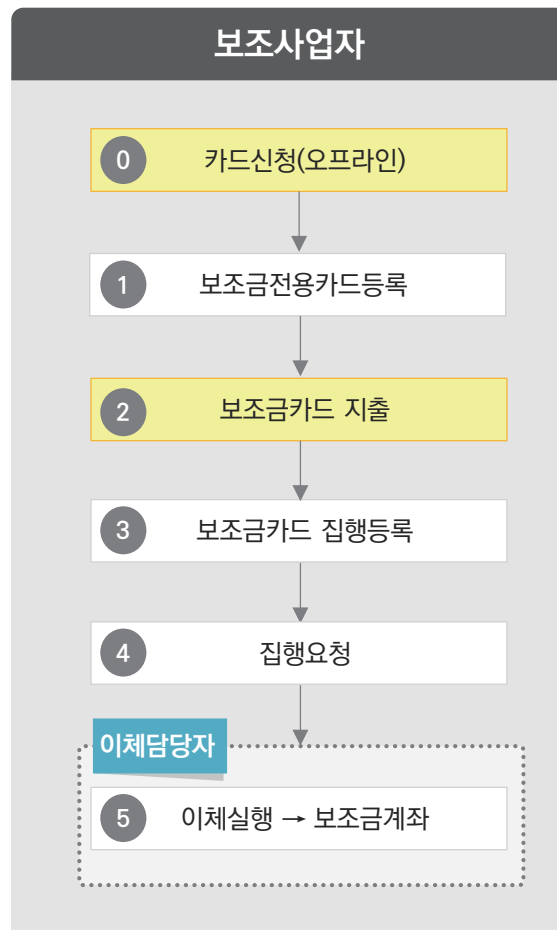 보조사업자
0 카드신청(오프라인)
1 보조금전용카드등록
2 보조금카드 지출
3 보조금카드 집행등록
4 집행요청
이체담당자
5 이체실행 → 보조금계좌